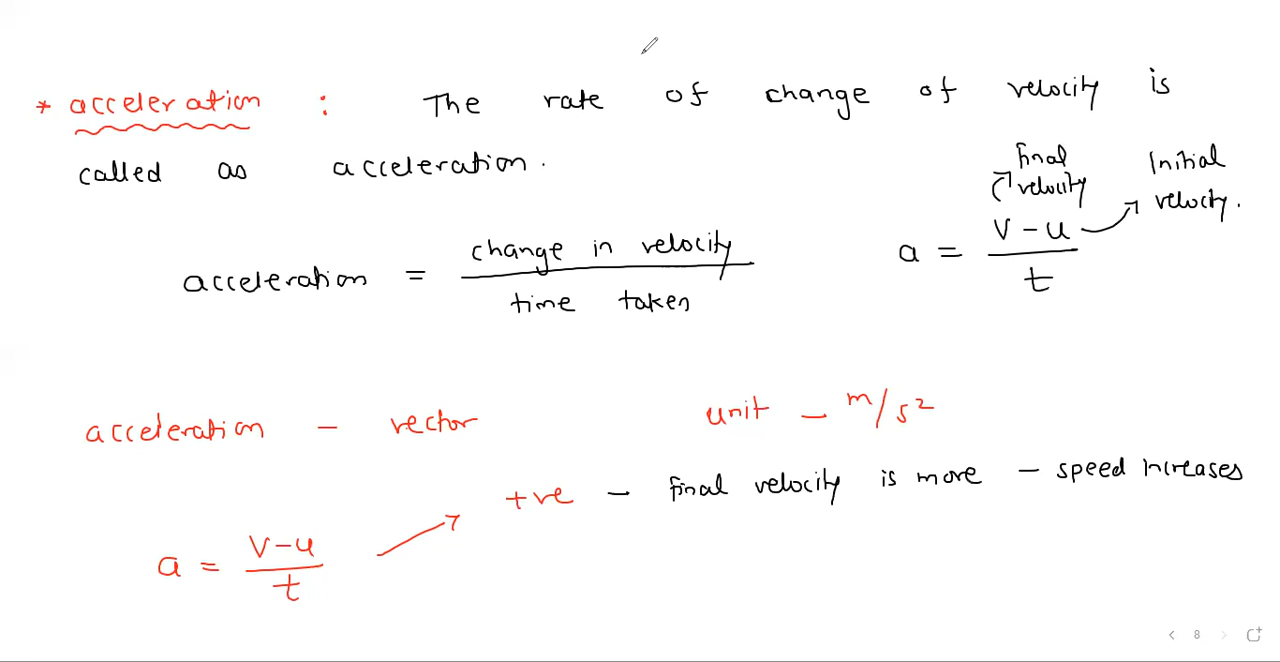 * acceleration : The rate of change of velocity is
called as acceleration.
final velocity
Initial velocity.
acceleration = change in velocity / time taken
a = v - u / t
acceleration - vector
unit - m/s²
+ve - final velocity is more - speed increases
a = v - u / t
8